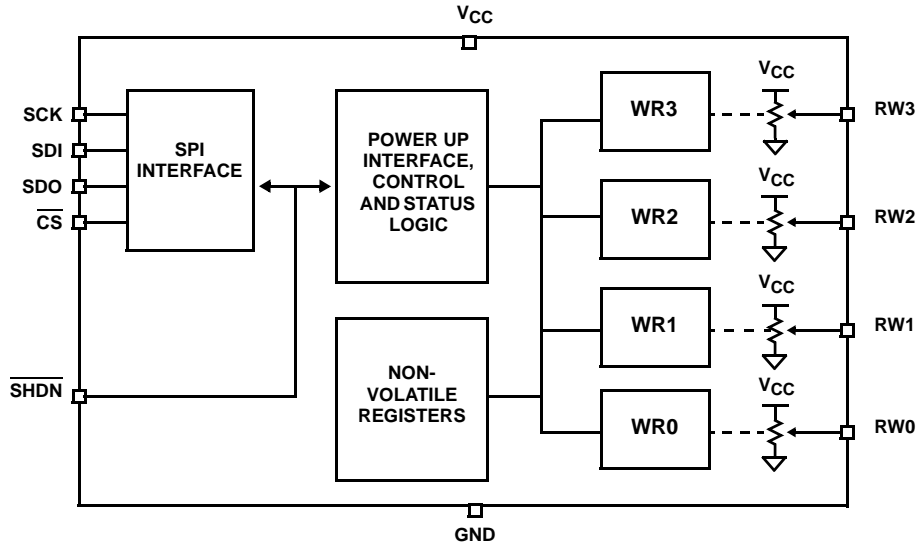 VCC
SCK
SDI
SDO
CS
SHDN
SPI
INTERFACE
POWER UP
INTERFACE,
CONTROL
AND STATUS
LOGIC
NON-
VOLATILE
REGISTERS
WR3
WR2
WR1
WR0
VCC
VCC
VCC
VCC
RW3
RW2
RW1
RW0
GND